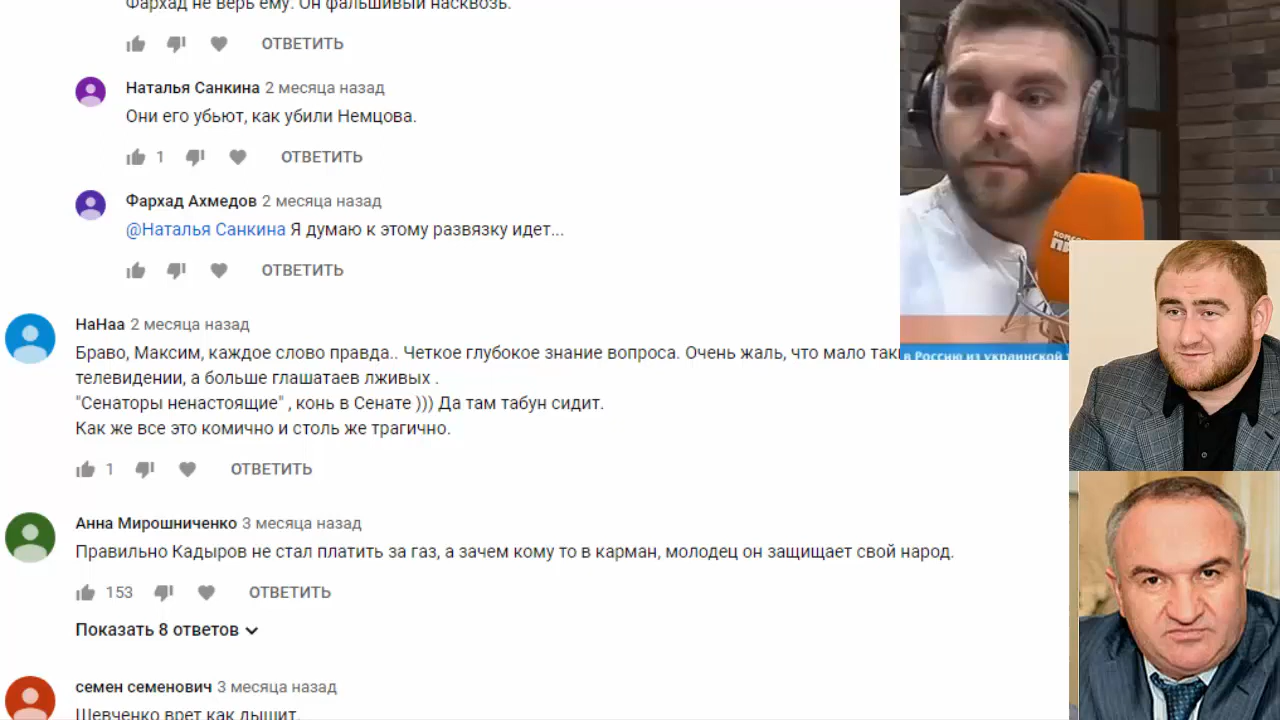 Фархад не верь ему. Он фальшивый насквозь.
ОТВЕТИТЬ
Наталья Санкина 2 месяца назад
Они его убьют, как убили Немцова.
1 ОТВЕТИТЬ
Фархад Ахмедов 2 месяца назад
@Наталья Санкина Я думаю к этому развязку идет...
ОТВЕТИТЬ
НаНаа 2 месяца назад
Браво, Максим, каждое слово правда.. Четкое глубокое знание вопроса. Очень жаль, что мало
телевидении, а больше глашатаев лживых .
"Сенаторы ненастоящие" , конь в Сенате ))) Да там табун сидит.
Как же все это комично и столь же трагично.
1 ОТВЕТИТЬ
Анна Мирошниченко 3 месяца назад
Правильно Кадыров не стал платить за газ, а зачем кому то в карман, молодец он защищает свой народ.
153 ОТВЕТИТЬ
Показать 8 ответов
семен семенович 3 месяца назад
Шевченко врет как дышит.
в Россию из украинской